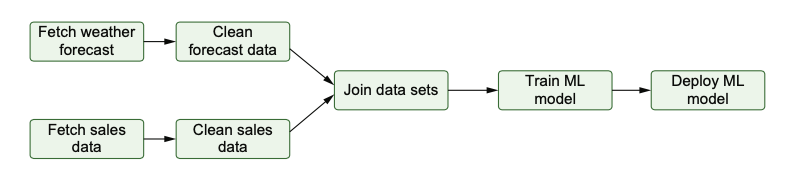 Fetch weather
forecast
Clean
forecast data
Fetch sales
data
Clean sales
data
Join data sets
Train ML
model
Deploy ML
model